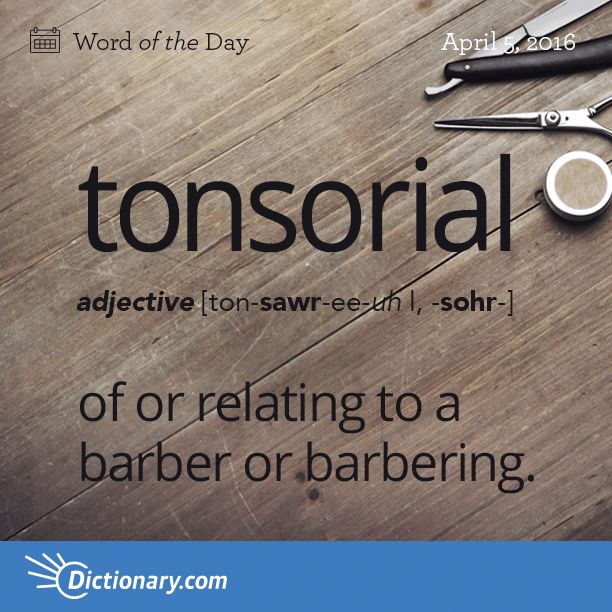 Word of the Day
April 5, 2016
tonsorial
adjective [ton-sawr-ee-uh l, -sohr-]
of or relating to a
barber or barbering.
Dictionary.com